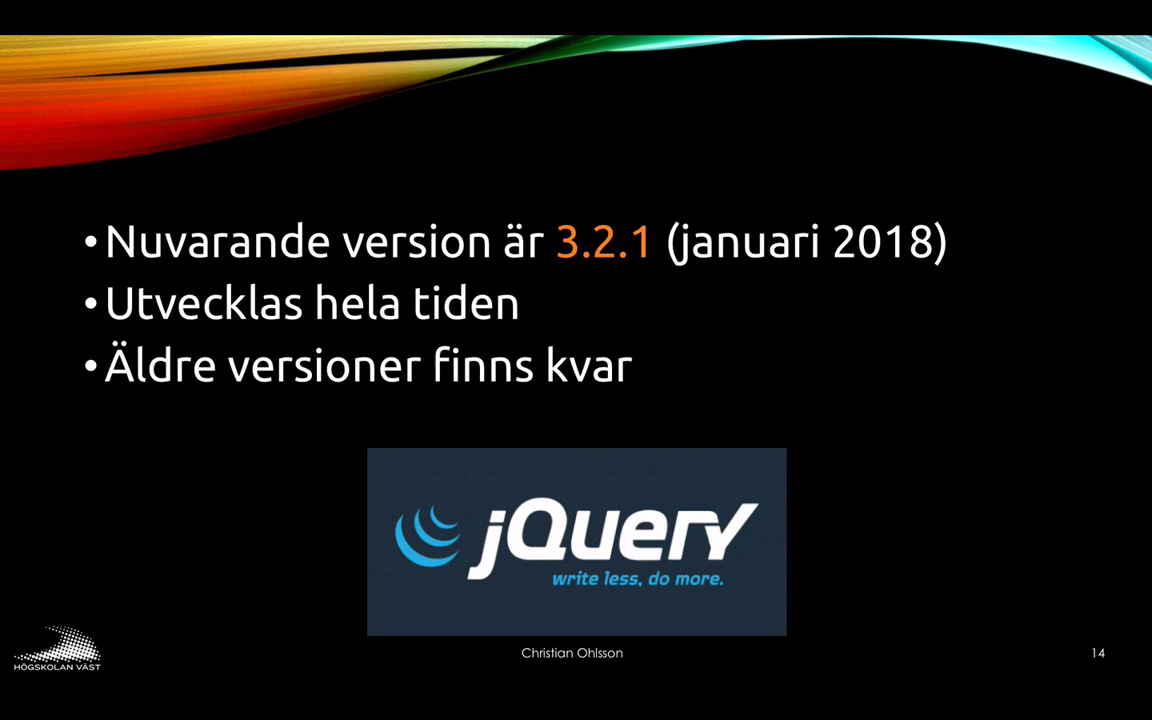 • Nuvarande version är 3.2.1 (januari 2018)
• Utvecklas hela tiden
• Äldre versioner finns kvar
jQuery
write less, do more.
HÖGSKOLAN VÄST
Christian Ohlsson
14